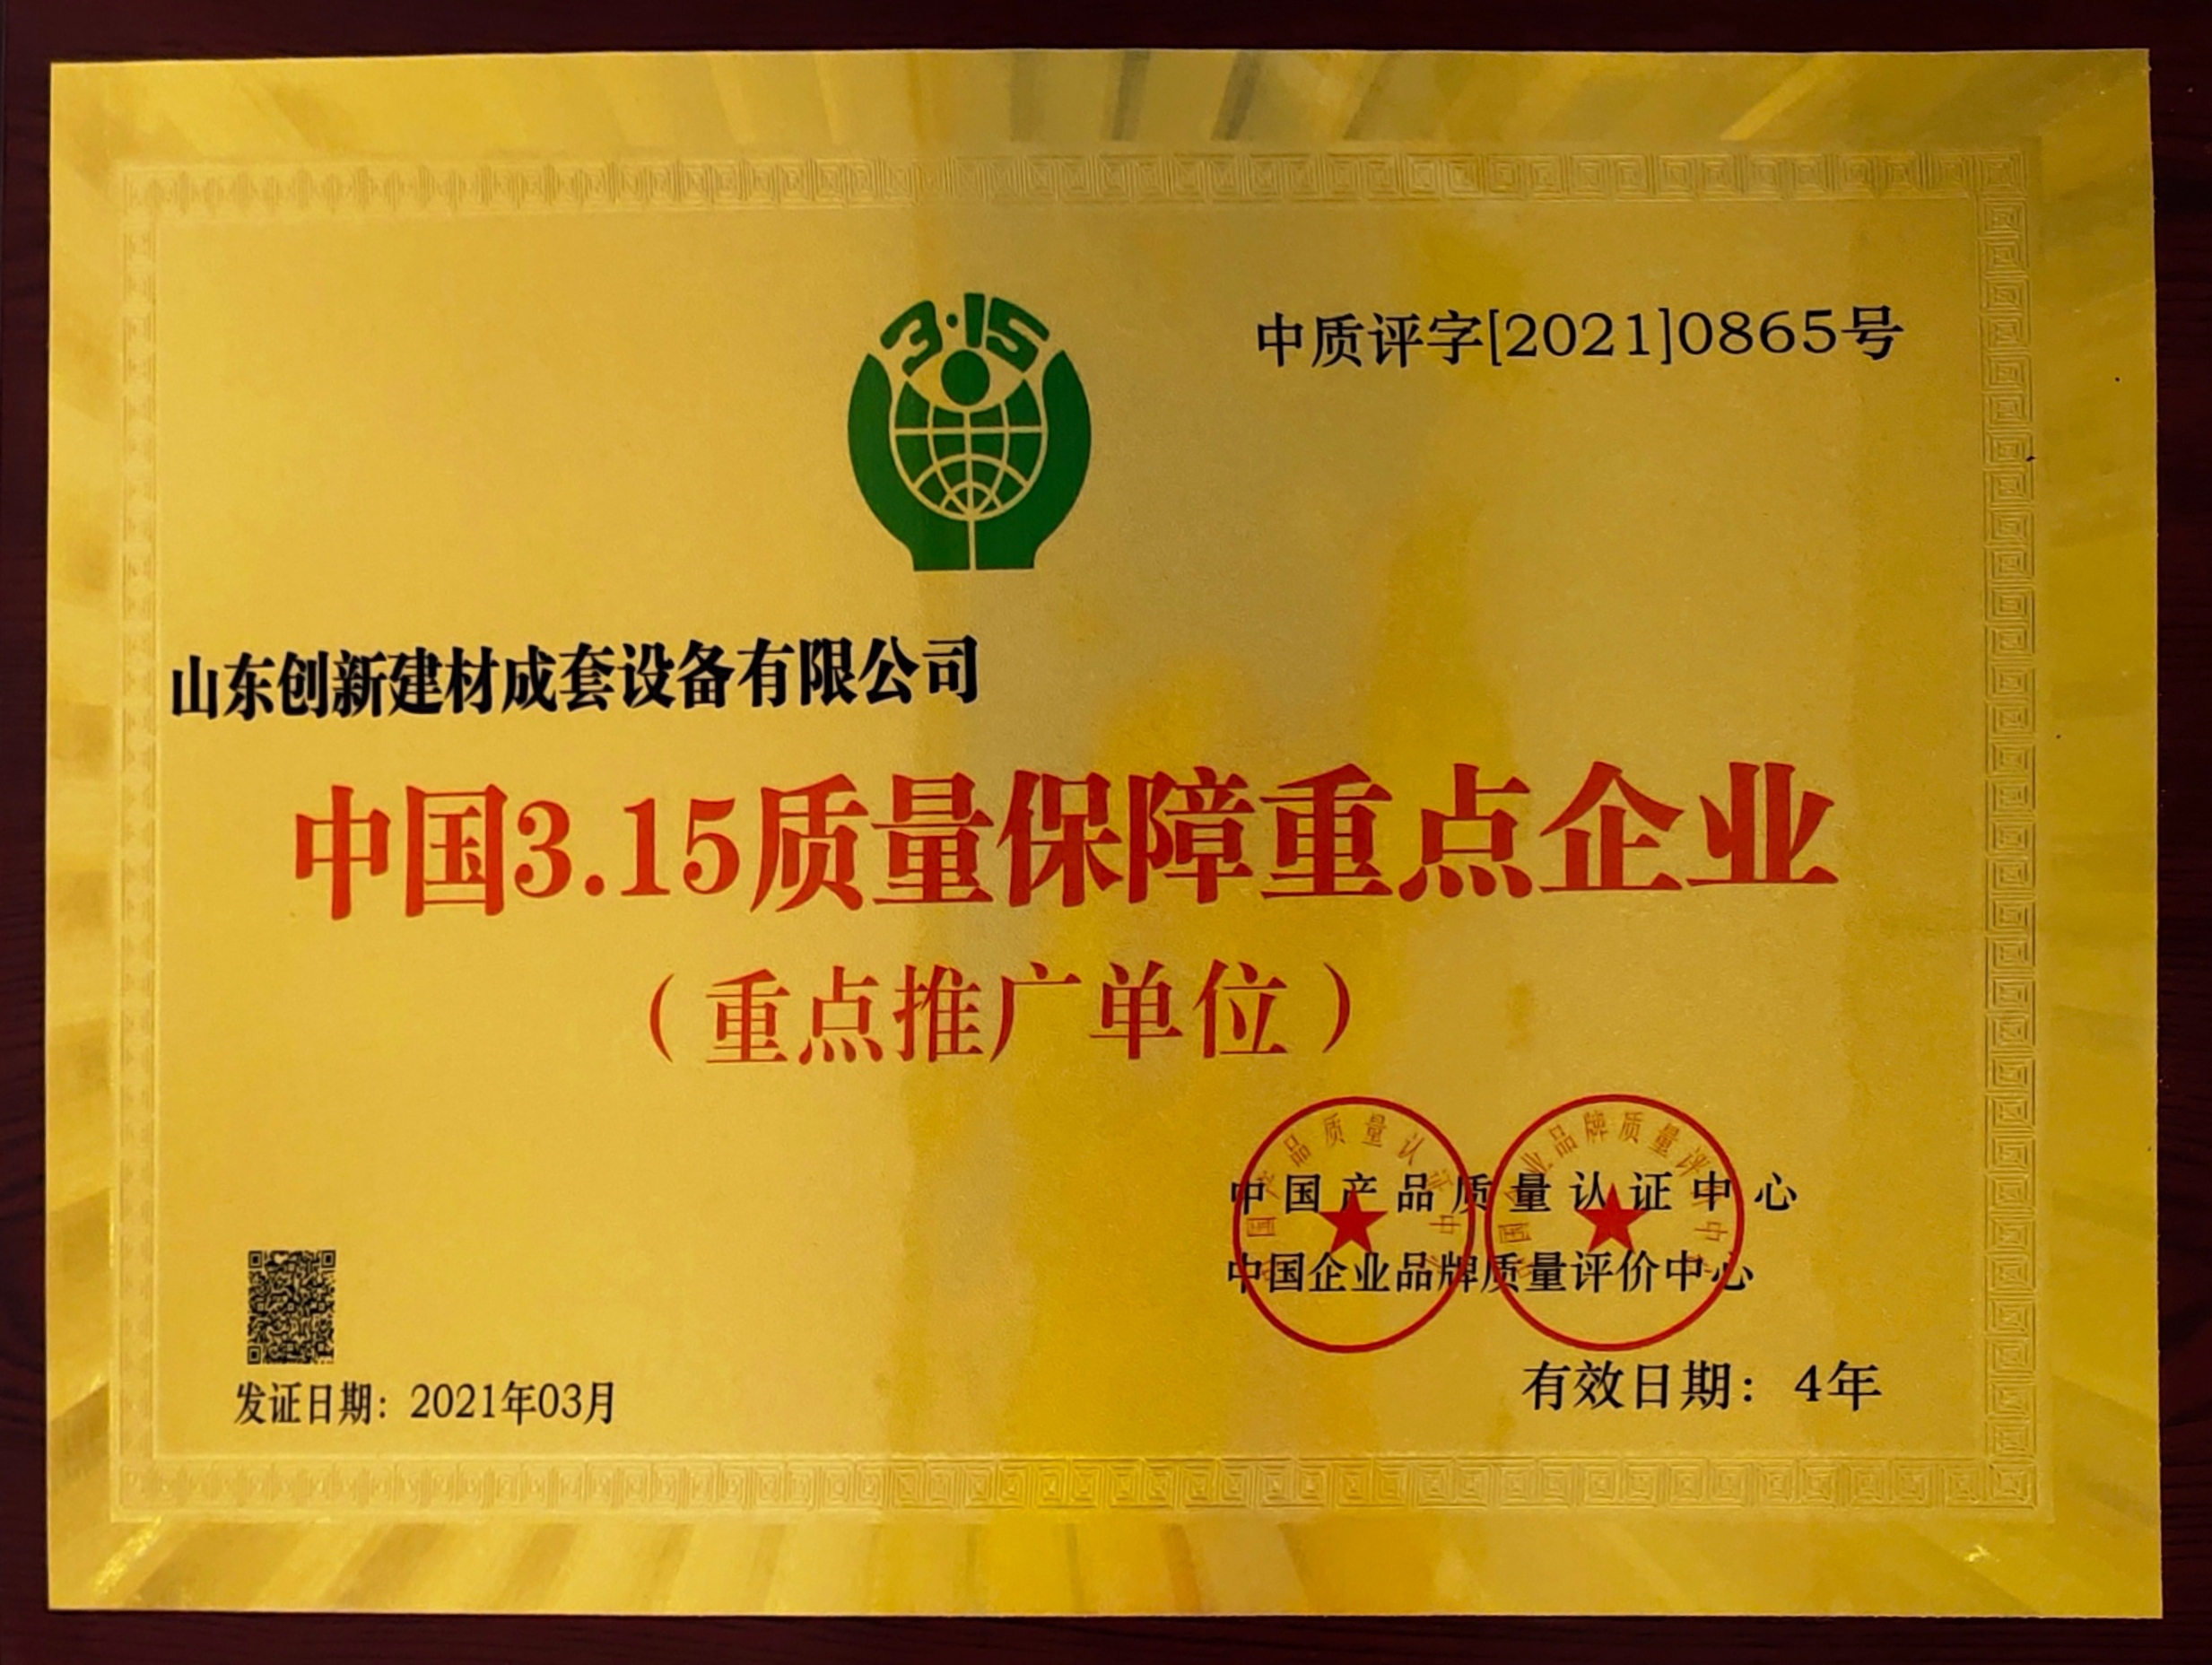 3·15
中质评字[2021]0865号
山东创新建材成套设备有限公司
中国3.15质量保障重点企业
（重点推广单位）
中国产品质量认证中心
中国企业品牌质量评价中心
有效日期：4年
发证日期：2021年03月